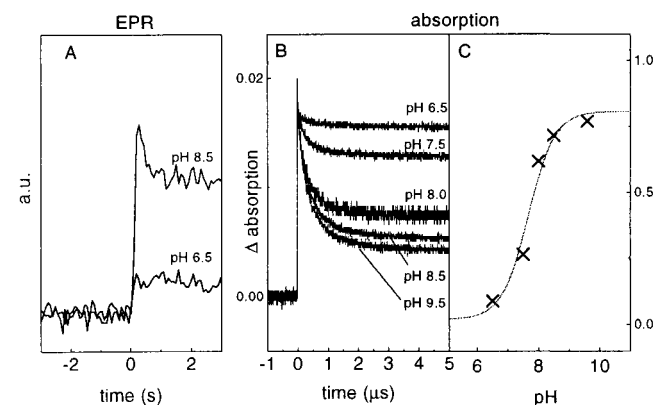 EPR
absorption
A
pH 8.5
pH 6.5
a.u.
-2
0
2
time (s)
B
0.02
0.00
Δ absorption
pH 6.5
pH 7.5
pH 8.0
pH 8.5
pH 9.5
-1
0
1
2
3
4
5
time (µs)
C
1.0
0.5
0.0
6
8
10
pH